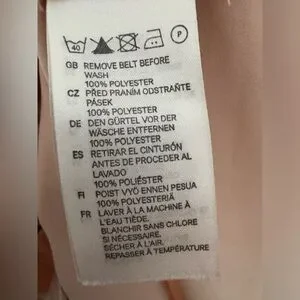 40 P
GB REMOVE BELT BEFORE
WASH
100% POLYESTER
CZ PŘED PRANÍM ODSTRAŇTE
PÁSEK
100% POLYESTER
DE DEN GÜRTEL VOR DER
WÄSCHE ENTFERNEN
100% POLYESTER
ES RETIRAR EL CINTURÓN
ANTES DE PROCEDER AL
LAVADO
100% POLIÉSTER
FI POIST VYÖ ENNEN PESUA
100% POLYESTERIÄ
FR LAVER À LA MACHINE À
L'EAU TIÈDE.
BLANCHIR SANS CHLORE
SI NÉCESSAIRE.
SÉCHER À L'AIR.
REPASSER À TEMPÉRATURE